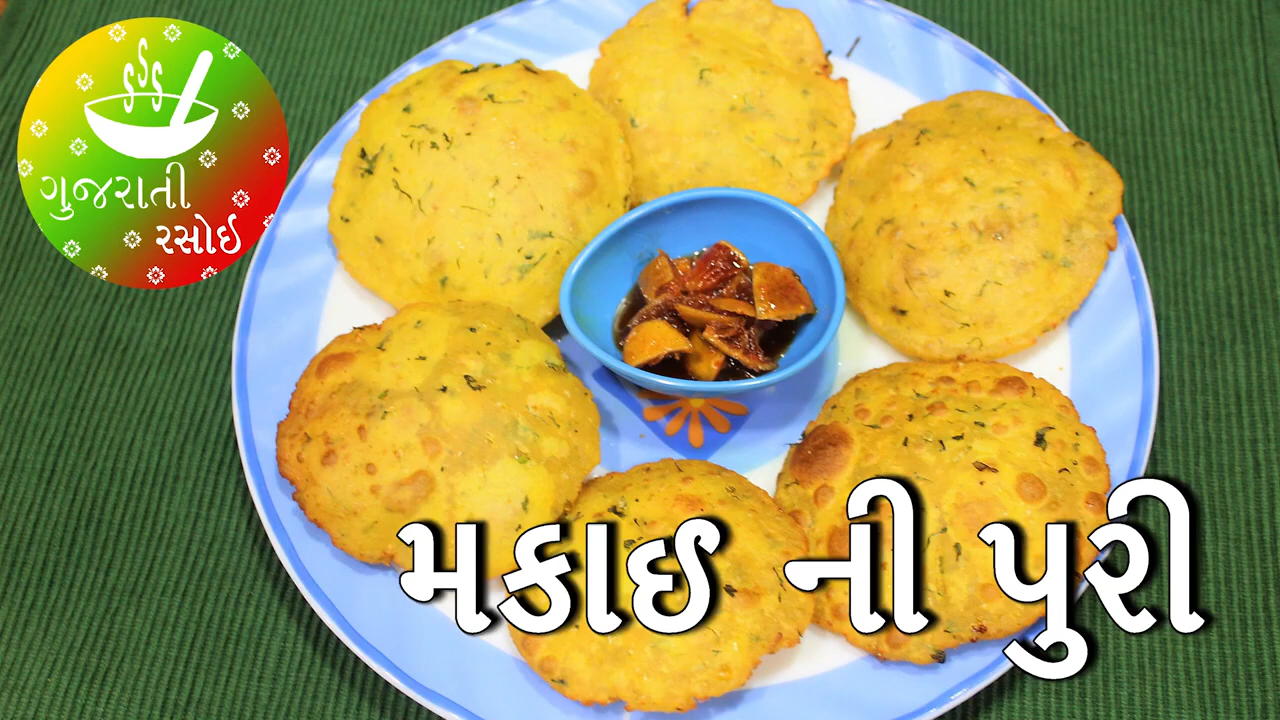 ગુજરાતી
રસોઇ
મકાઇ ની પુરી